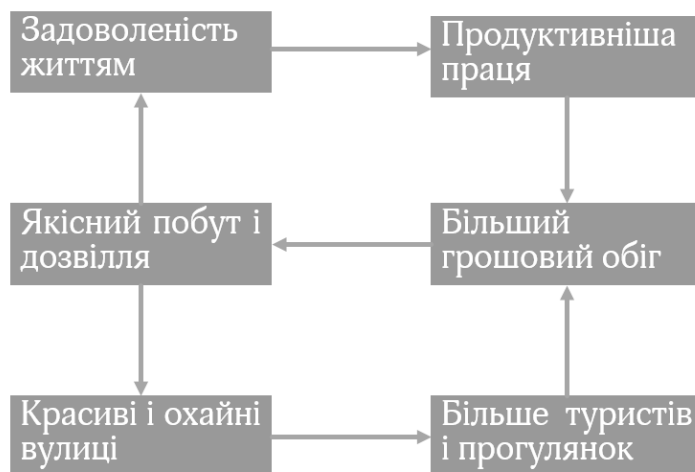 Задоволеність
життям
Продуктивніша
праця
Якісний побут і
дозвілля
Більший
грошовий обіг
Красиві і охайні
вулиці
Більше туристів
і прогулянок